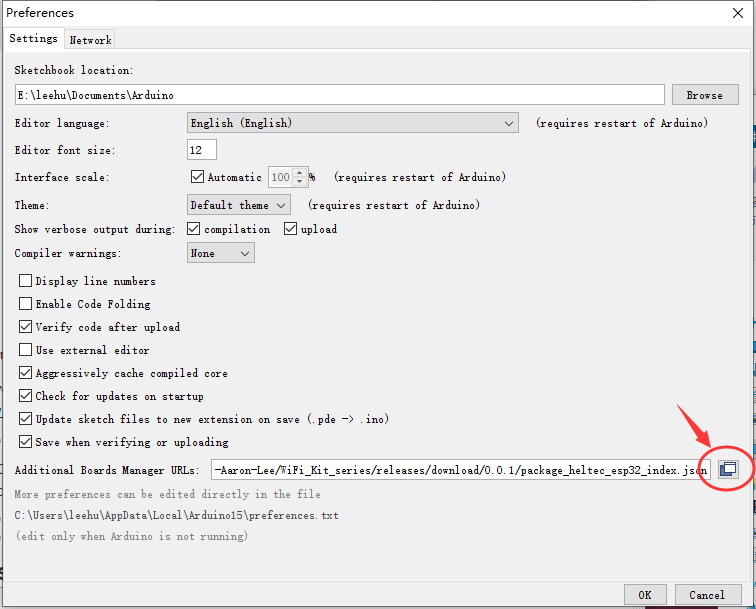 Preferences
Settings Network
Sketchbook location:
E:\leehu\Documents\Arduino Browse
Editor language: English (English) (requires restart of Arduino)
Editor font size: 12
Interface scale: Automatic 100 % (requires restart of Arduino)
Theme: Default theme (requires restart of Arduino)
Show verbose output during: compilation upload
Compiler warnings: None
Display line numbers
Enable Code Folding
Verify code after upload
Use external editor
Aggressively cache compiled core
Check for updates on startup
Update sketch files to new extension on save (.pde -> .ino)
Save when verifying or uploading
Additional Boards Manager URLs: -Aaron-Lee/WiFi_Kit_series/releases/download/0.0.1/package_heltec_esp32_index.json
More preferences can be edited directly in the file
C:\Users\leehu\AppData\Local\Arduino15\preferences.txt
(edit only when Arduino is not running)
OK Cancel